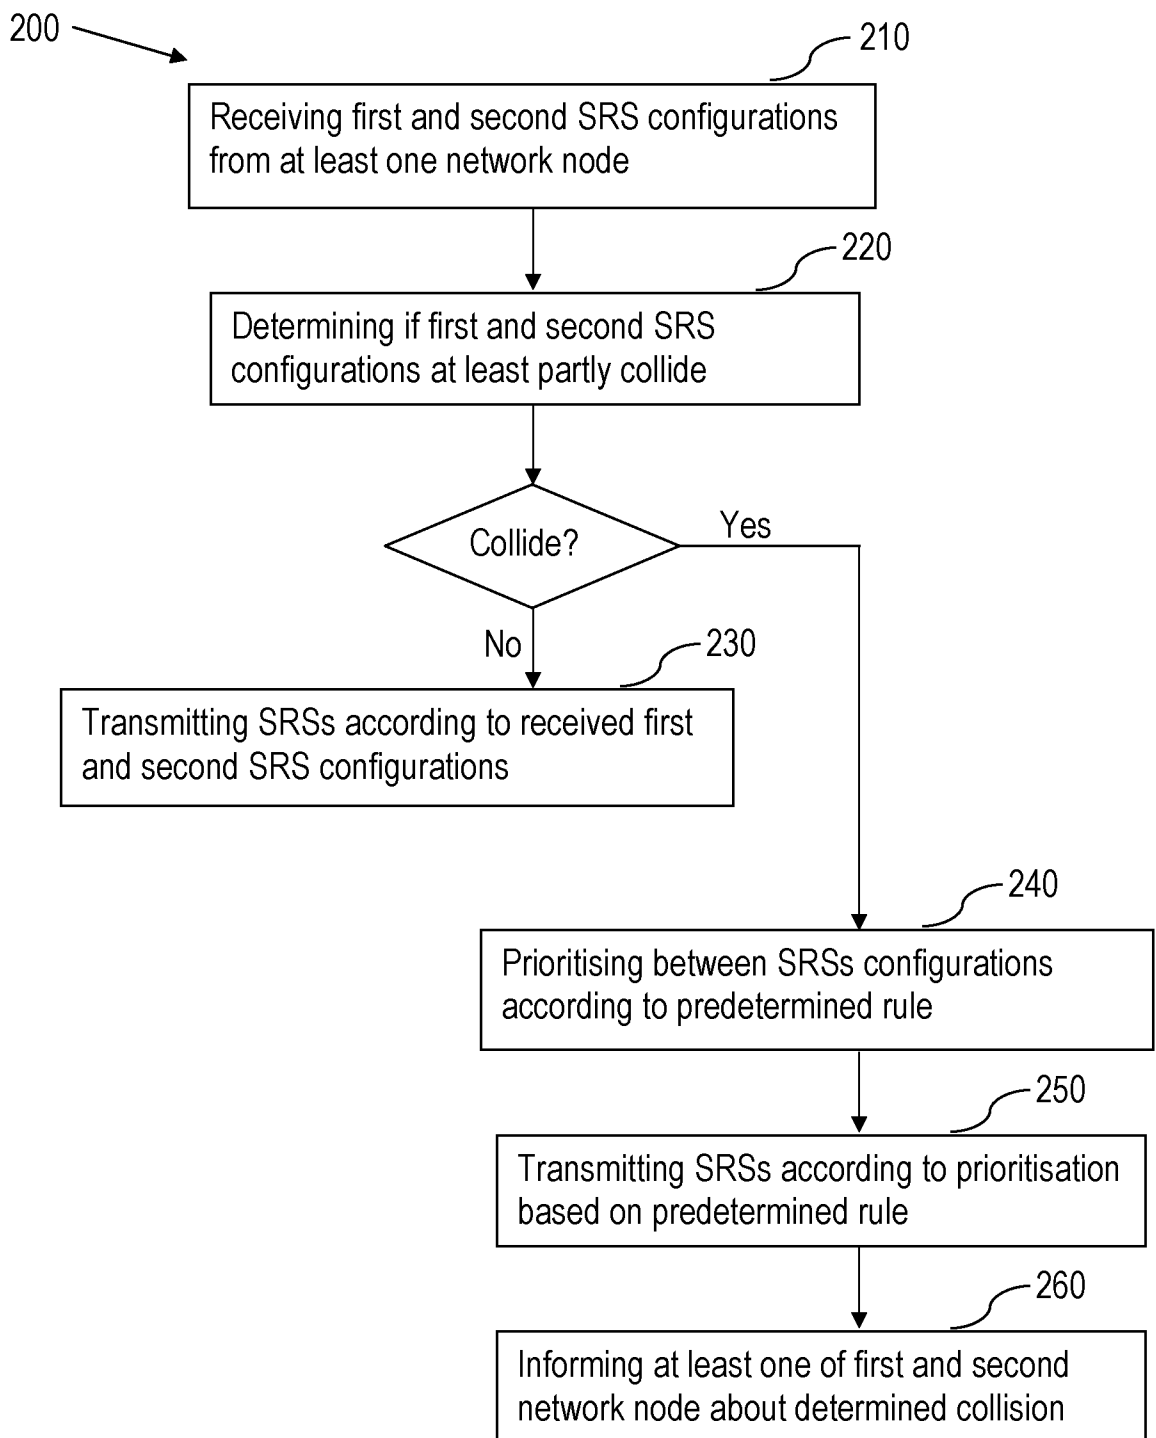 200
210
Receiving first and second SRS configurations
from at least one network node
220
Determining if first and second SRS
configurations at least partly collide
Collide?
Yes
No
230
Transmitting SRSs according to received first
and second SRS configurations
240
Prioritising between SRSs configurations
according to predetermined rule
250
Transmitting SRSs according to prioritisation
based on predetermined rule
260
Informing at least one of first and second
network node about determined collision